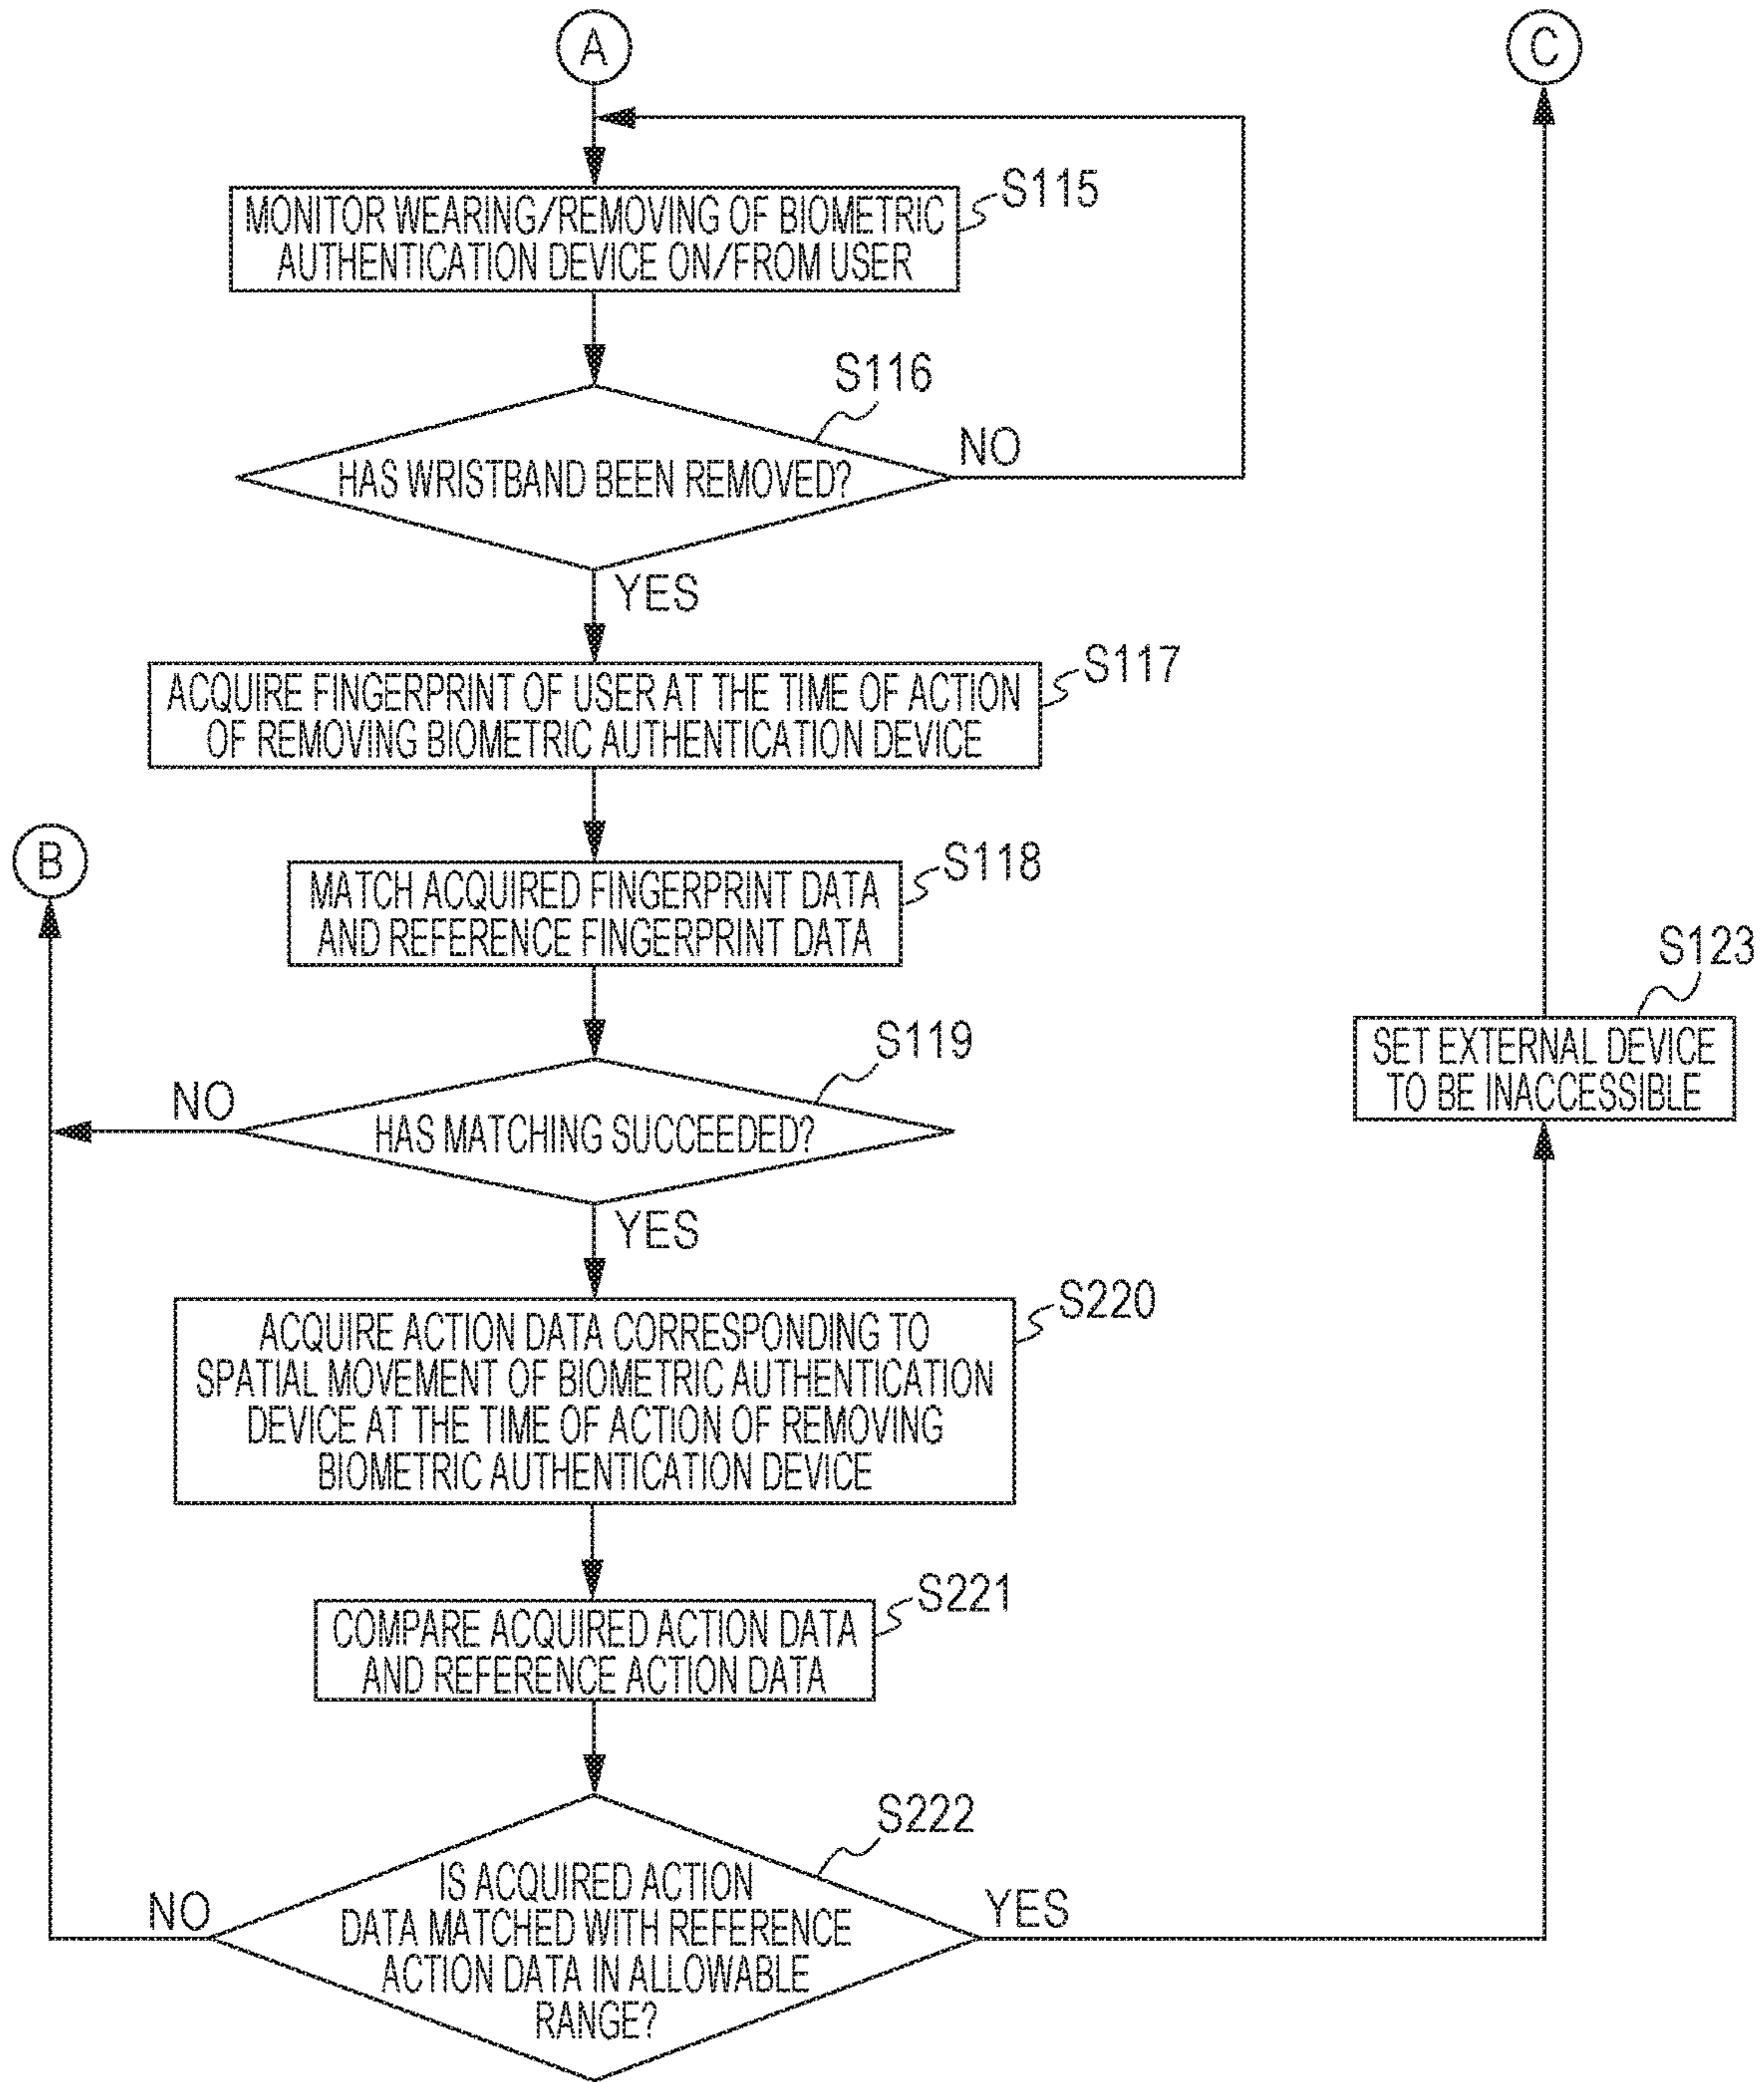 A
C
S115
MONITOR WEARING/REMOVING OF BIOMETRIC
AUTHENTICATION DEVICE ON/FROM USER
S116
HAS WRISTBAND BEEN REMOVED?
NO
YES
S117
ACQUIRE FINGERPRINT OF USER AT THE TIME OF ACTION
OF REMOVING BIOMETRIC AUTHENTICATION DEVICE
B
S118
MATCH ACQUIRED FINGERPRINT DATA
AND REFERENCE FINGERPRINT DATA
S123
SET EXTERNAL DEVICE
TO BE INACCESSIBLE
S119
NO
HAS MATCHING SUCCEEDED?
YES
S220
ACQUIRE ACTION DATA CORRESPONDING TO
SPATIAL MOVEMENT OF BIOMETRIC AUTHENTICATION
DEVICE AT THE TIME OF ACTION OF REMOVING
BIOMETRIC AUTHENTICATION DEVICE
S221
COMPARE ACQUIRED ACTION DATA
AND REFERENCE ACTION DATA
S222
IS ACQUIRED ACTION
DATA MATCHED WITH REFERENCE
ACTION DATA IN ALLOWABLE
RANGE?
NO
YES